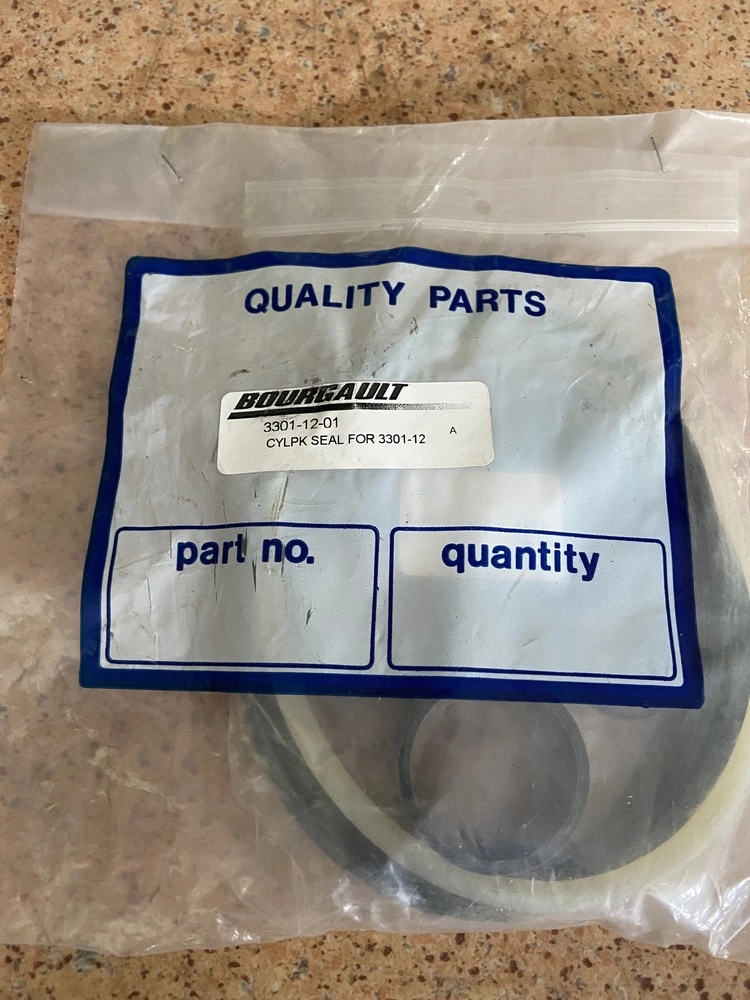 QUALITY PARTS
BOURGAULT
3301-12-01
CYLPK SEAL FOR 3301-12 A
part no.
quantity